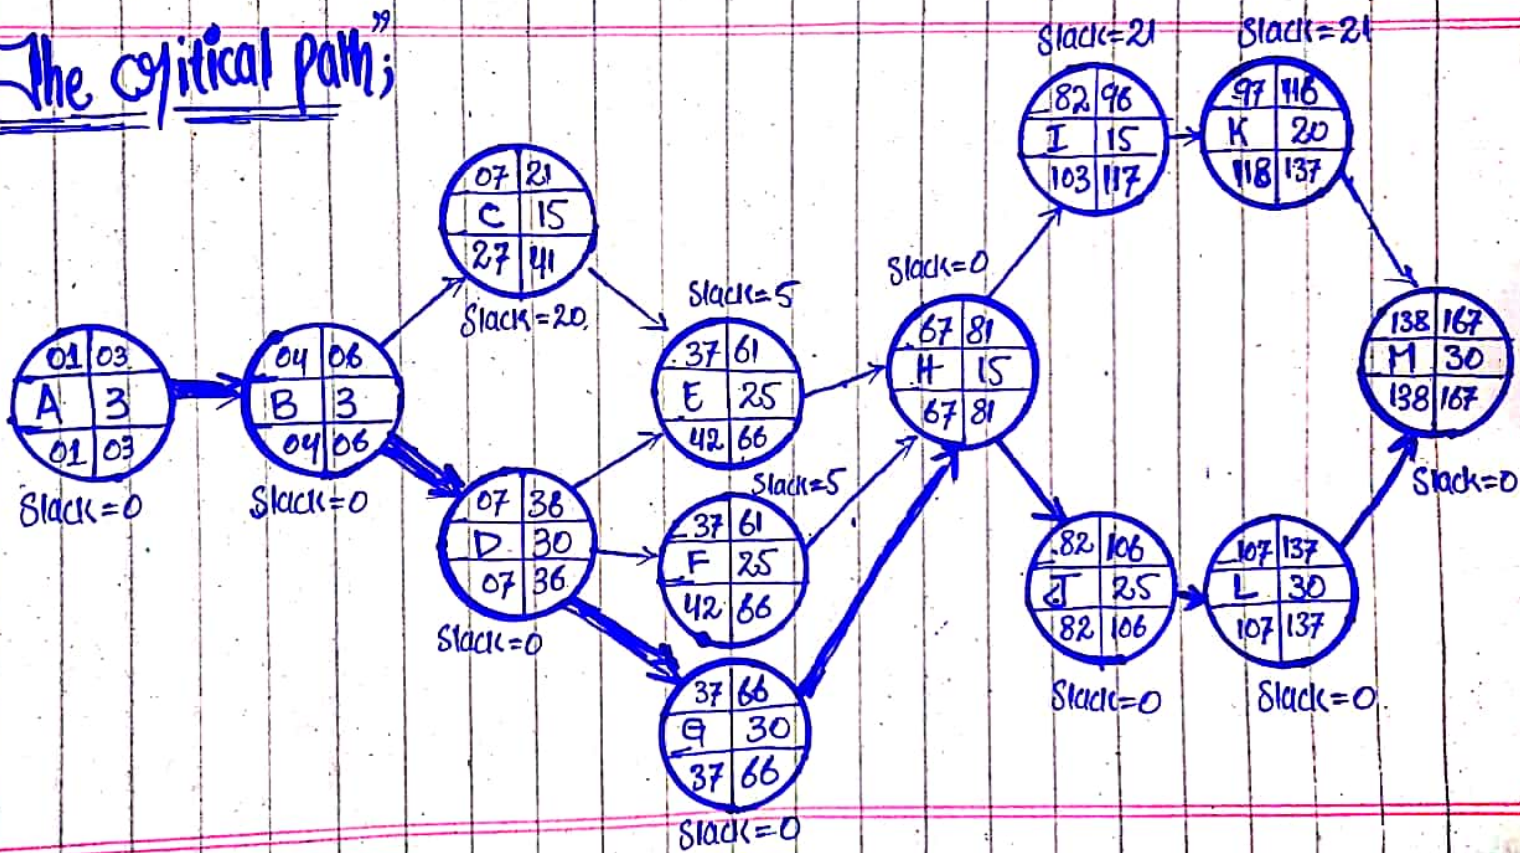 The critical path;"
Slack=21
Slack=21
82 96
I 15
103 117
97 116
K 20
118 137
07 21
C 15
27 41
Slack=20
Slack=0
Slack=5
01 03
A 3
01 03
Slack=0
04 06
B 3
04 06
Slack=0
37 61
E 25
42 66
67 81
H 15
67 81
138 167
M 30
138 167
Slack=0
07 36
D 30
07 36
Slack=0
Slack=5
37 61
F 25
42 66
82 106
J 25
82 106
Slack=0
107 137
L 30
107 137
Slack=0
37 66
G 30
37 66
Slack=0